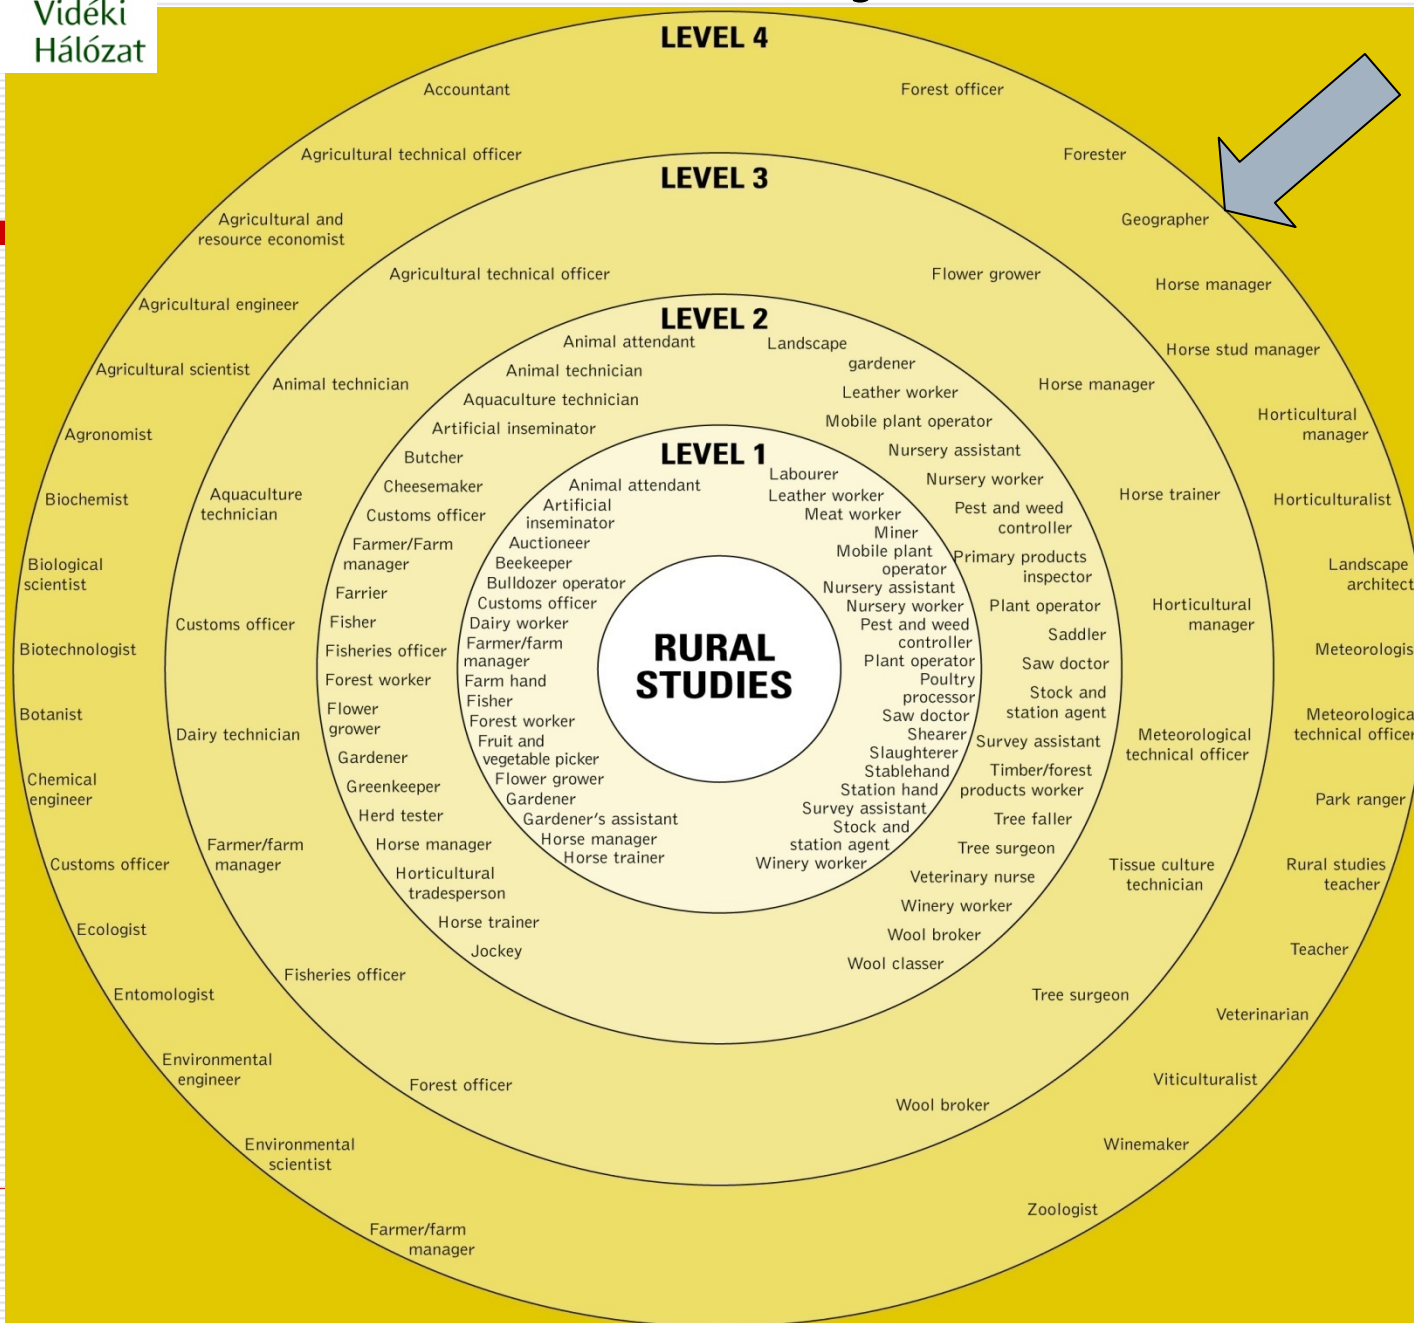 Vidéki
Hálózat
LEVEL 4
Accountant
Agricultural technical officer
Agricultural and
resource economist
Agricultural engineer
Agricultural scientist
Agronomist
Biochemist
Biological
scientist
Biotechnologist
Botanist
Chemical
engineer
Customs officer
Ecologist
Entomologist
Environmental
engineer
Environmental
scientist
Farmer/farm
manager
Forest officer
Forester
Geographer
Horse manager
Horse stud manager
Horticultural
manager
Horticulturalist
Landscape
architect
Meteorologis
Meteorologica
technical officer
Park ranger
Rural studies
teacher
Teacher
Veterinarian
Viticulturalist
Winemaker
Zoologist
LEVEL 3
Agricultural technical officer
Animal technician
Aquaculture
technician
Customs officer
Dairy technician
Farmer/farm
manager
Fisheries officer
Forest officer
Flower grower
Horse manager
Horse trainer
Horticultural
manager
Meteorological
technical officer
Tissue culture
technician
Tree surgeon
Wool broker
LEVEL 2
Animal attendant
Animal technician
Aquaculture technician
Artificial inseminator
Butcher
Cheesemaker
Customs officer
Farmer/Farm
manager
Farrier
Fisher
Fisheries officer
Forest worker
Flower
grower
Gardener
Greenkeeper
Herd tester
Horse manager
Horticultural
tradesperson
Horse trainer
Jockey
Landscape
gardener
Leather worker
Mobile plant operator
Nursery assistant
Nursery worker
Pest and weed
controller
Primary products
inspector
Plant operator
Saddler
Saw doctor
Stock and
station agent
Survey assistant
Timber/forest
products worker
Tree faller
Tree surgeon
Veterinary nurse
Winery worker
Wool broker
Wool classer
LEVEL 1
Animal attendant
Artificial
inseminator
Auctioneer
Beekeeper
Bulldozer operator
Customs officer
Dairy worker
Farmer/farm
manager
Farm hand
Fisher
Forest worker
Fruit and
vegetable picker
Flower grower
Gardener
Gardener's assistant
Horse manager
Horse trainer
Labourer
Leather worker
Meat worker
Miner
Mobile plant
operator
Nursery assistant
Nursery worker
Pest and weed
controller
Plant operator
Poultry
processor
Saw doctor
Shearer
Slaughterer
Stablehand
Station hand
Survey assistant
Stock and
station agent
Winery worker
RURAL
STUDIES